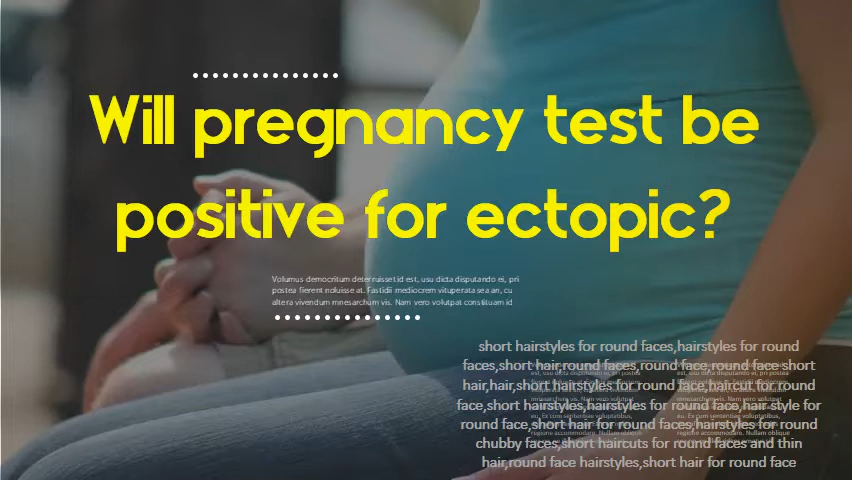 Will pregnancy test be
positive for ectopic?
Volumus democritum deterruisset id est, usu dicta disputando ei, pri
postea fierent noluisse at. Fastidii mediocrem vituperata sea an, cu
altera vivendum mnesarchum vis. Nam vero volutpat constituam id
short hairstyles for round faces,hairstyles for round
faces,short hair,round faces,round face,round face short
hair,hair,short hairstyles for round face,hair cut for round
face,short hairstyles,hairstyles for round face,hair style for
round face,short hair for round faces,hairstyles for round
chubby faces,short haircuts for round faces and thin
hair,round face hairstyles,short hair for round face